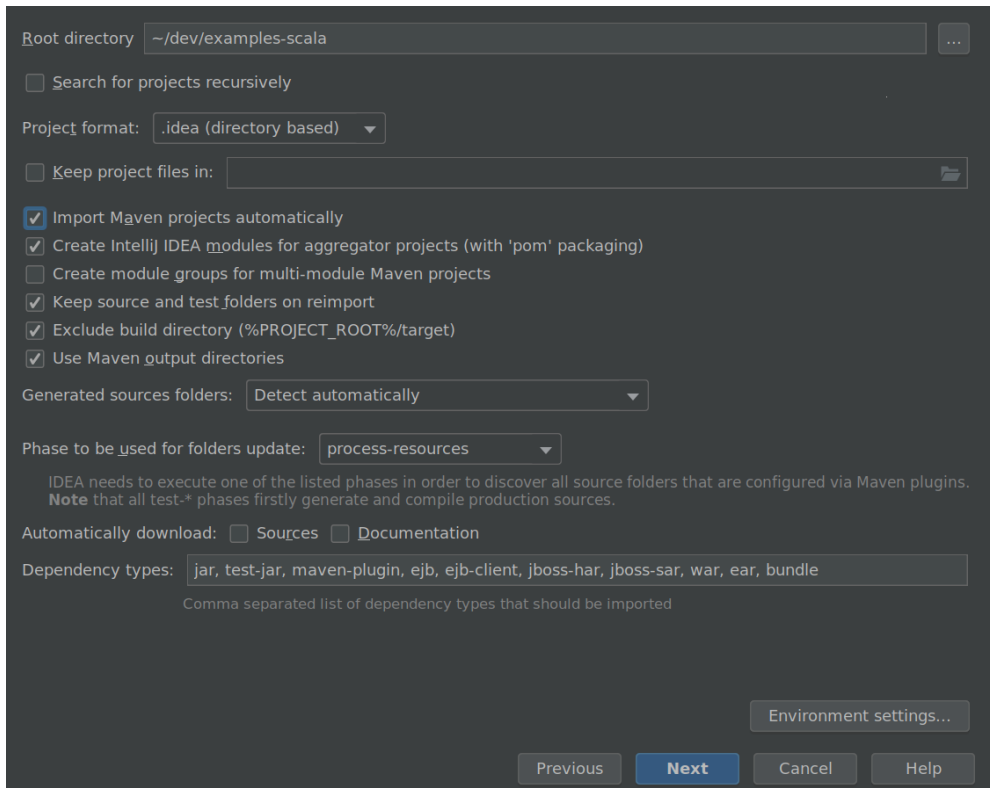 Root directory ~/dev/examples-scala ...
Search for projects recursively
Project format: .idea (directory based)
Keep project files in:
Import Maven projects automatically
Create IntelliJ IDEA modules for aggregator projects (with 'pom' packaging)
Create module groups for multi-module Maven projects
Keep source and test folders on reimport
Exclude build directory (%PROJECT_ROOT%/target)
Use Maven output directories
Generated sources folders: Detect automatically
Phase to be used for folders update: process-resources
IDEA needs to execute one of the listed phases in order to discover all source folders that are configured via Maven plugins.
Note that all test-* phases firstly generate and compile production sources.
Automatically download: Sources Documentation
Dependency types: jar, test-jar, maven-plugin, ejb, ejb-client, jboss-har, jboss-sar, war, ear, bundle
Comma separated list of dependency types that should be imported
Environment settings...
Previous Next Cancel Help